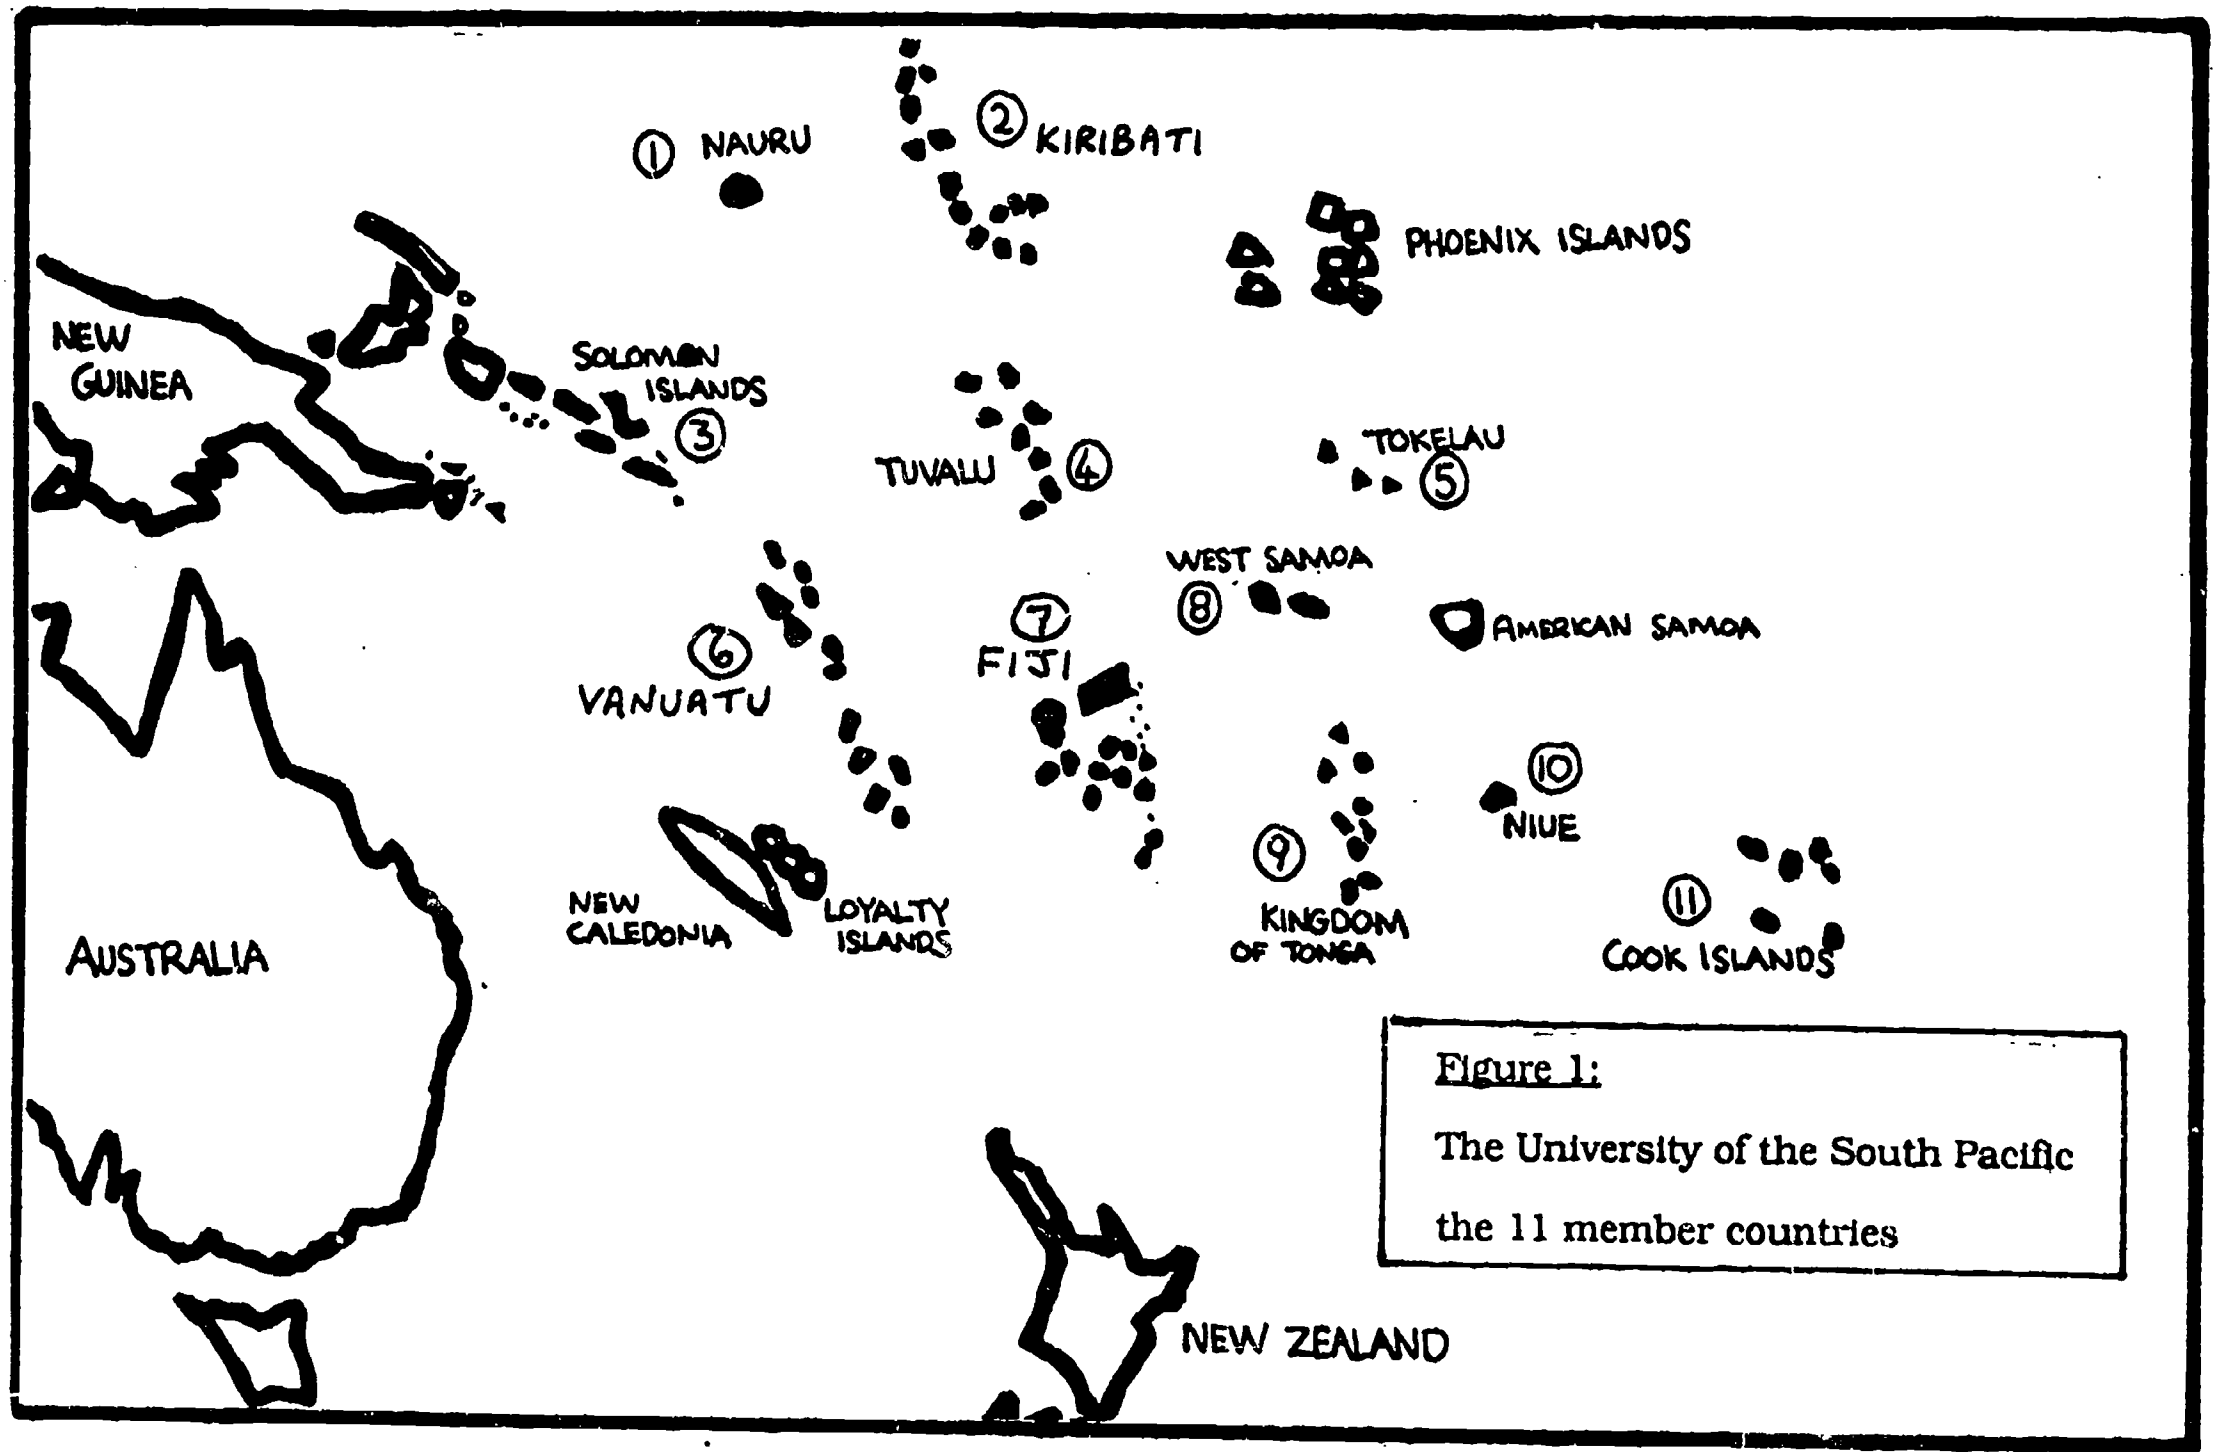 ① NAURU
② KIRIBATI
PHOENIX ISLANDS
NEW
GUINEA
SOLOMON
ISLANDS
③
TUVALU ④
TOKELAU
⑤
WEST SAMOA
⑧
AMERICAN SAMOA
⑦
FIJI
⑥
VANUATU
⑩
NIUE
⑨
KINGDOM
OF TONGA
⑪
COOK ISLANDS
NEW
CALEDONIA
LOYALTY
ISLANDS
AUSTRALIA
NEW ZEALAND
Figure 1:
The University of the South Pacific
the 11 member countries